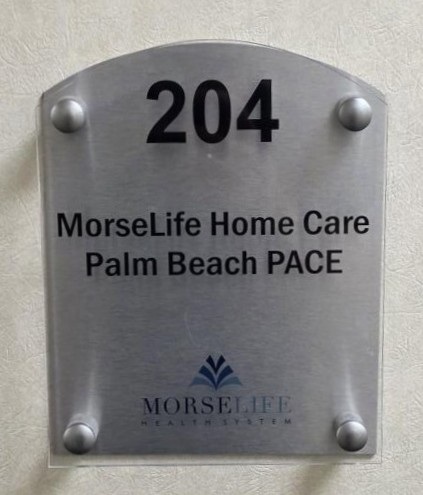 204
MorseLife Home Care
Palm Beach PACE
MORSELIFE
HEALTH SYSTEM